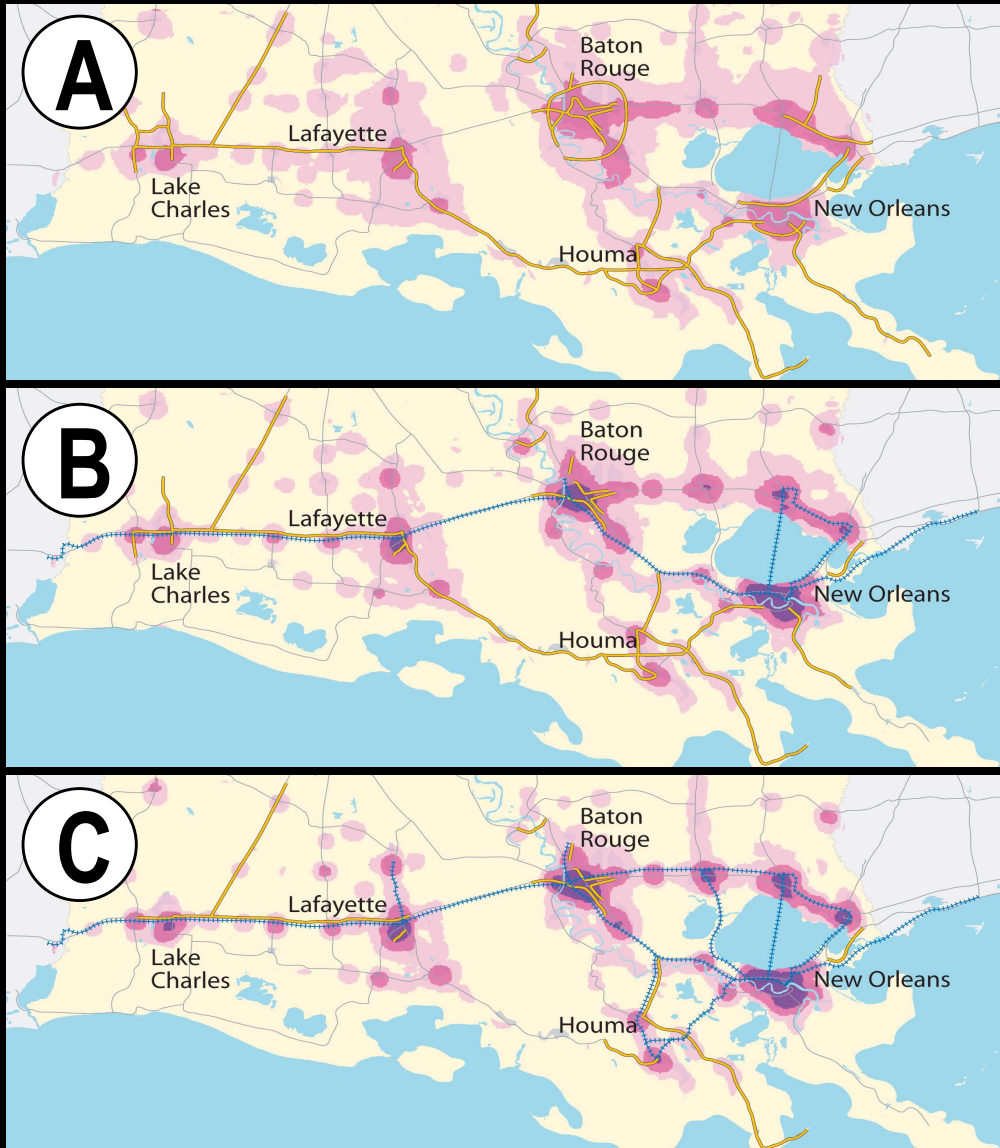 A
Baton
Rouge
Lafayette
Lake
Charles
New Orleans
Houma
B
Baton
Rouge
Lafayette
Lake
Charles
New Orleans
Houma
C
Baton
Rouge
Lafayette
Lake
Charles
New Orleans
Houma